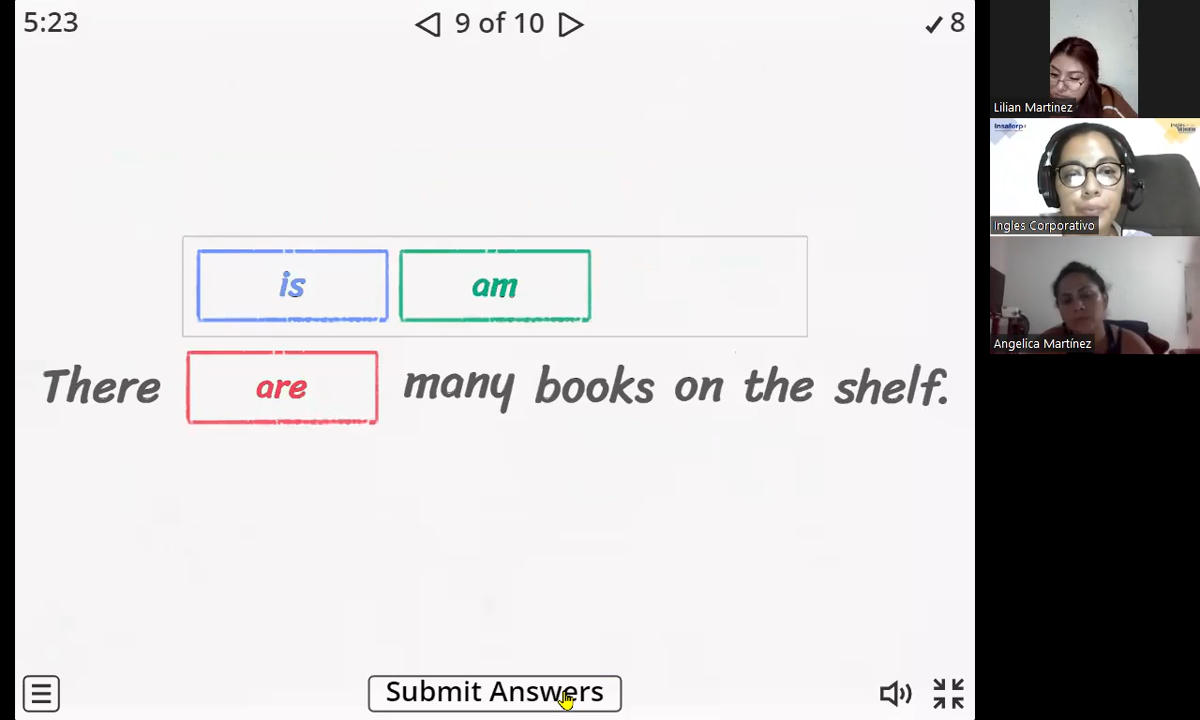 5:23
9 of 10
8
is
am
There are many books on the shelf.
Submit Answers
Lilian Martinez
Insaforp
Ingles Corporativo
Angelica Martínez